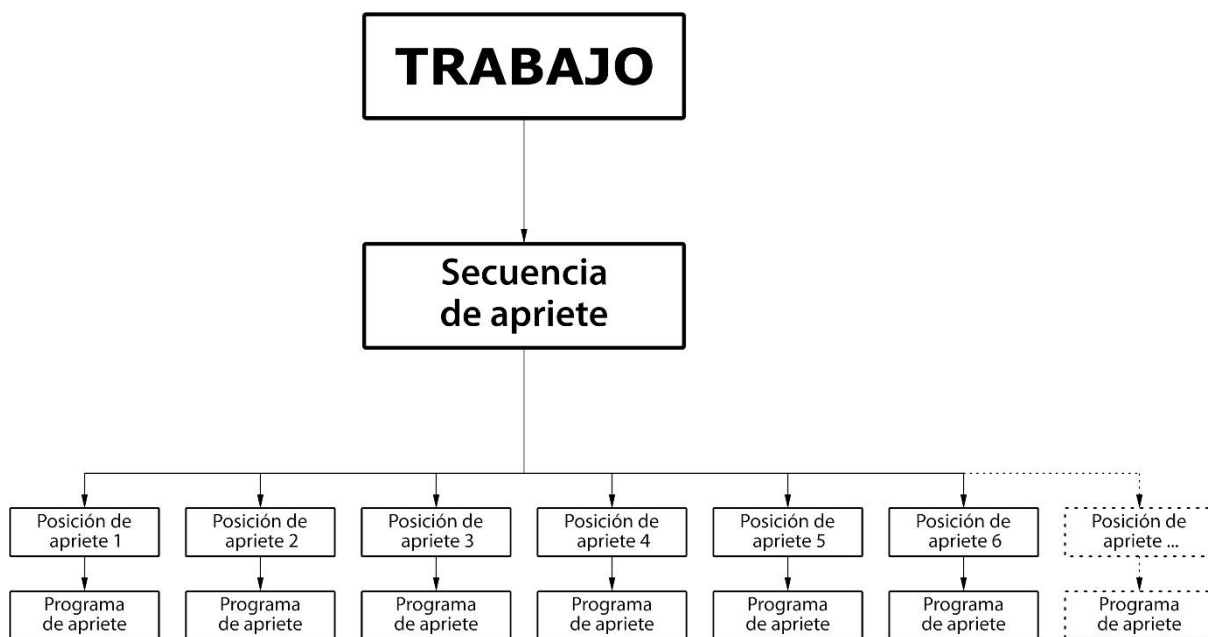 TRABAJO
Secuencia
de apriete
Posición de
apriete 1
Posición de
apriete 2
Posición de
apriete 3
Posición de
apriete 4
Posición de
apriete 5
Posición de
apriete 6
Posición de
apriete ...
Programa
de apriete
Programa
de apriete
Programa
de apriete
Programa
de apriete
Programa
de apriete
Programa
de apriete
Programa
de apriete